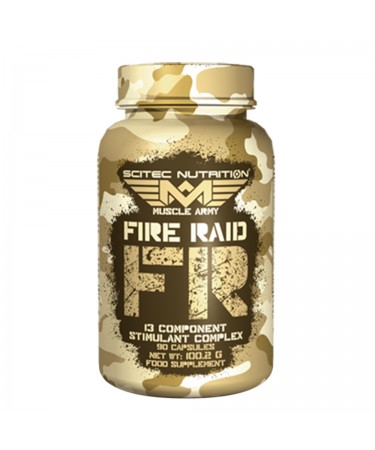 SCITEC NUTRITION
MUSCLE ARMY
FIRE RAID
FR
13 COMPONENT
STIMULANT COMPLEX
90 CAPSULES
NET WT: 100.2 G
FOOD SUPPLEMENT